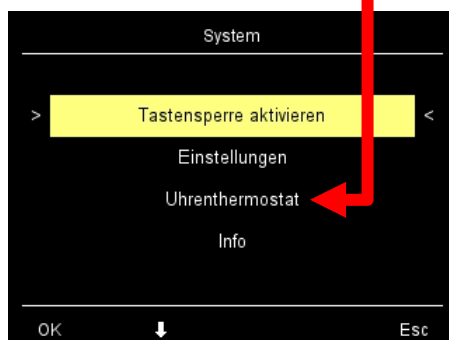 System
> Tastensperre aktivieren <
Einstellungen
Uhrenthermostat
Info
OK ⬇ Esc